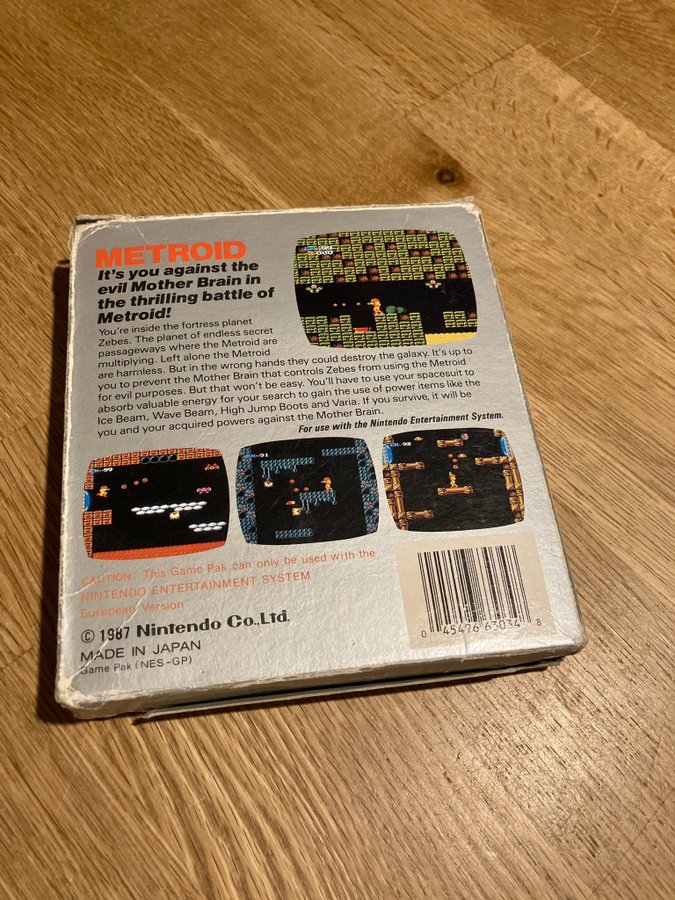 METROID
It's you against the
evil Mother Brain in
the thrilling battle of
Metroid!
You're inside the fortress planet
Zebes. The planet of endless secret
passageways where the Metroid are
multiplying. Left alone the Metroid
are harmless. But in the wrong hands they could destroy the galaxy. It's up to
you to prevent the Mother Brain that controls Zebes from using the Metroid
for evil purposes. But that won't be easy. You'll have to use your spacesuit to
absorb valuable energy for your search to gain the use of power items like the
Ice Beam, Wave Beam, High Jump Boots and Varia. If you survive, it will be
you and your acquired powers against the Mother Brain.
For use with the Nintendo Entertainment System.
CAUTION: This Game Pak can only be used with the
NINTENDO ENTERTAINMENT SYSTEM
European Version
© 1987 Nintendo Co.,Ltd.
MADE IN JAPAN
Game Pak (NES-GP)
0 45496 63034 8